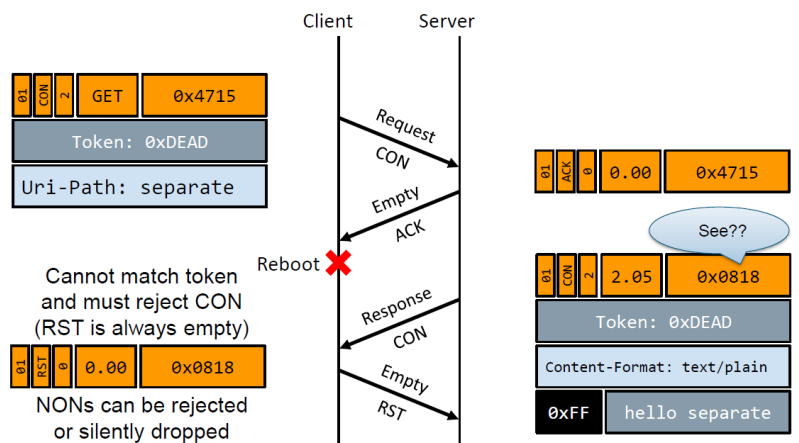 Client Server
01 CON 2 GET 0x4715
Token: 0xDEAD
Uri-Path: separate
Request
CON
01 ACK 0 0.00 0x4715
Empty
ACK
See??
Reboot
01 CON 2 2.05 0x0818
Token: 0xDEAD
Content-Format: text/plain
0xFF hello separate
Cannot match token
and must reject CON
(RST is always empty)
Response
CON
01 RST 0 0.00 0x0818
Empty
RST
NONs can be rejected
or silently dropped